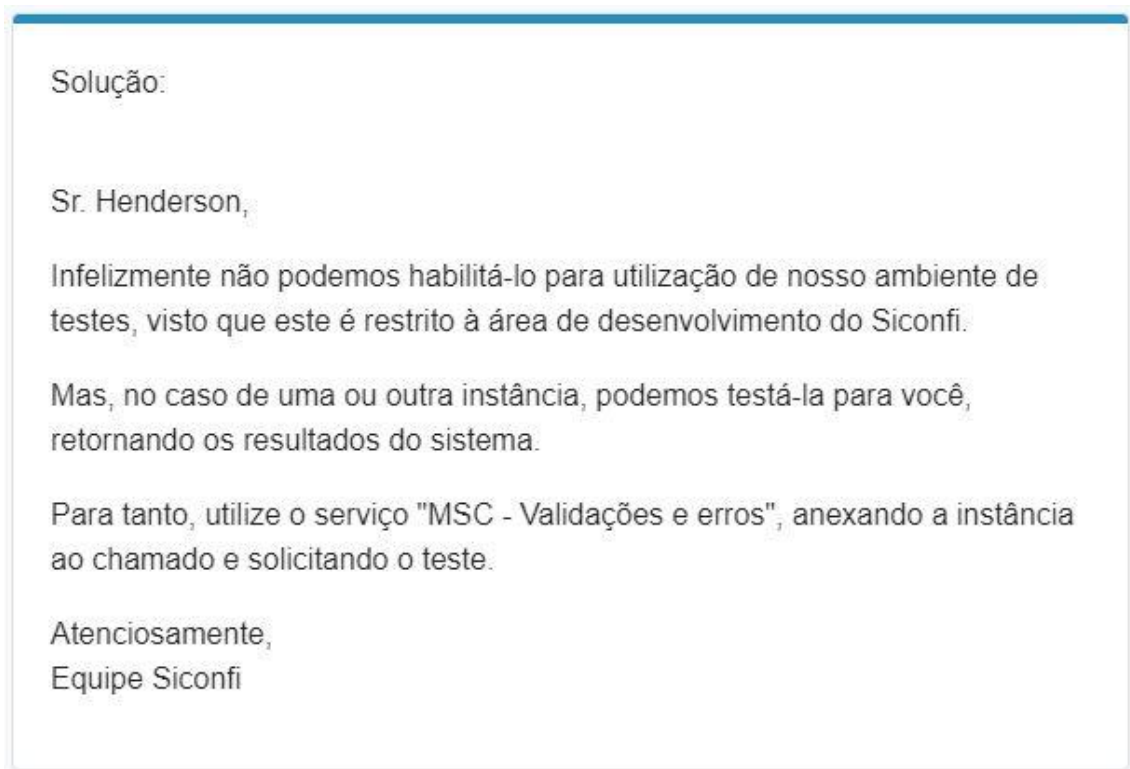 Solução:
Sr. Henderson,
Infelizmente não podemos habilitá-lo para utilização de nosso ambiente de
testes, visto que este é restrito à área de desenvolvimento do Siconfi.
Mas, no caso de uma ou outra instância, podemos testá-la para você,
retornando os resultados do sistema.
Para tanto, utilize o serviço "MSC - Validações e erros", anexando a instância
ao chamado e solicitando o teste.
Atenciosamente,
Equipe Siconfi